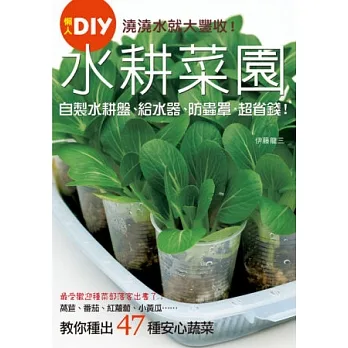 懶人 DIY 澆澆水就大豐收！
水耕菜園
自製水耕盤、給水器、防蟲罩，超省錢！
伊藤龍三
最受歡迎種菜部落客出書了！
萵苣、番茄、紅蘿蔔、小黃瓜……
教你種出47種安心蔬菜